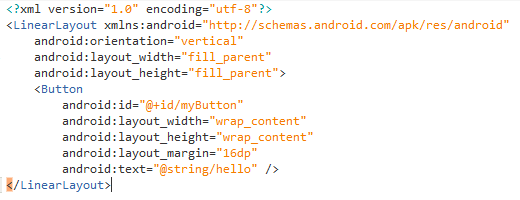 <?xml version="1.0" encoding="utf-8"?>
<LinearLayout xmlns:android="http://schemas.android.com/apk/res/android"
    android:orientation="vertical"
    android:layout_width="fill_parent"
    android:layout_height="fill_parent">
    <Button
        android:id="@+id/myButton"
        android:layout_width="wrap_content"
        android:layout_height="wrap_content"
        android:layout_margin="16dp"
        android:text="@string/hello" />
</LinearLayout>